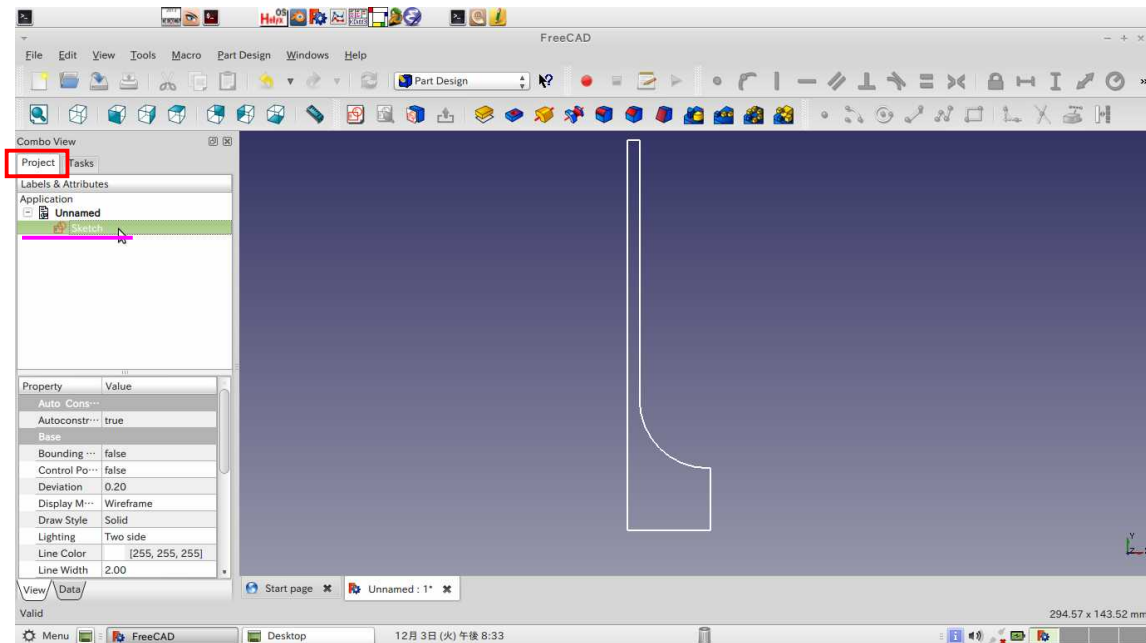 FreeCAD
File Edit View Tools Macro Part Design Windows Help
Part Design
Combo View
Project Tasks
Labels & Attributes
Application
Unnamed
Sketch
Property Value
Auto Cons···
Autoconstr··· true
Base
Bounding ··· false
Control Po··· false
Deviation 0.20
Display M··· Wireframe
Draw Style Solid
Lighting Two side
Line Color [255, 255, 255]
Line Width 2.00
View Data
Start page Unnamed : 1*
Y
Z
Valid
294.57 x 143.52 mm
Menu FreeCAD Desktop 12月 3日 (火) 午後 8:33